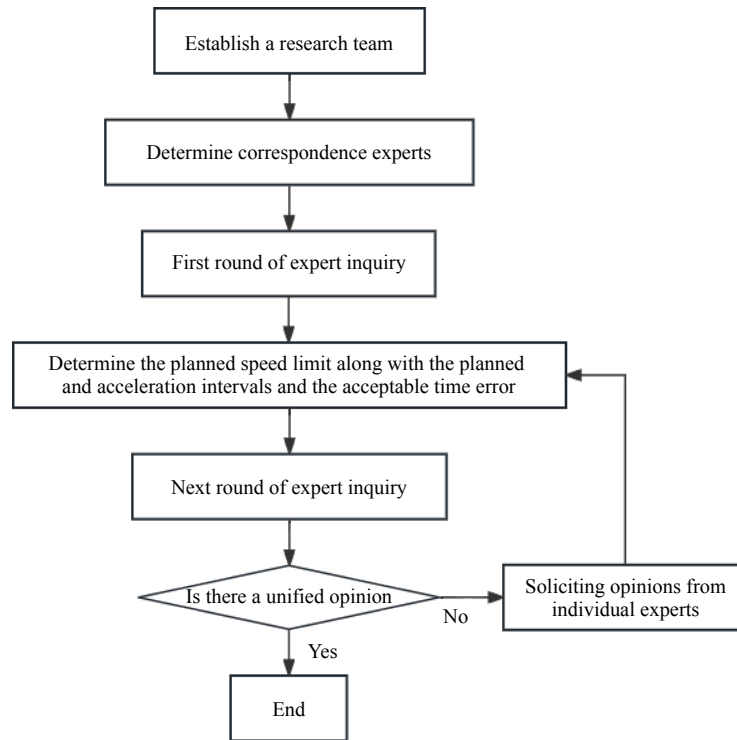 Establish a research team
Determine correspondence experts
First round of expert inquiry
Determine the planned speed limit along with the planned
and acceleration intervals and the acceptable time error
Next round of expert inquiry
Is there a unified opinion
No
Soliciting opinions from
individual experts
Yes
End